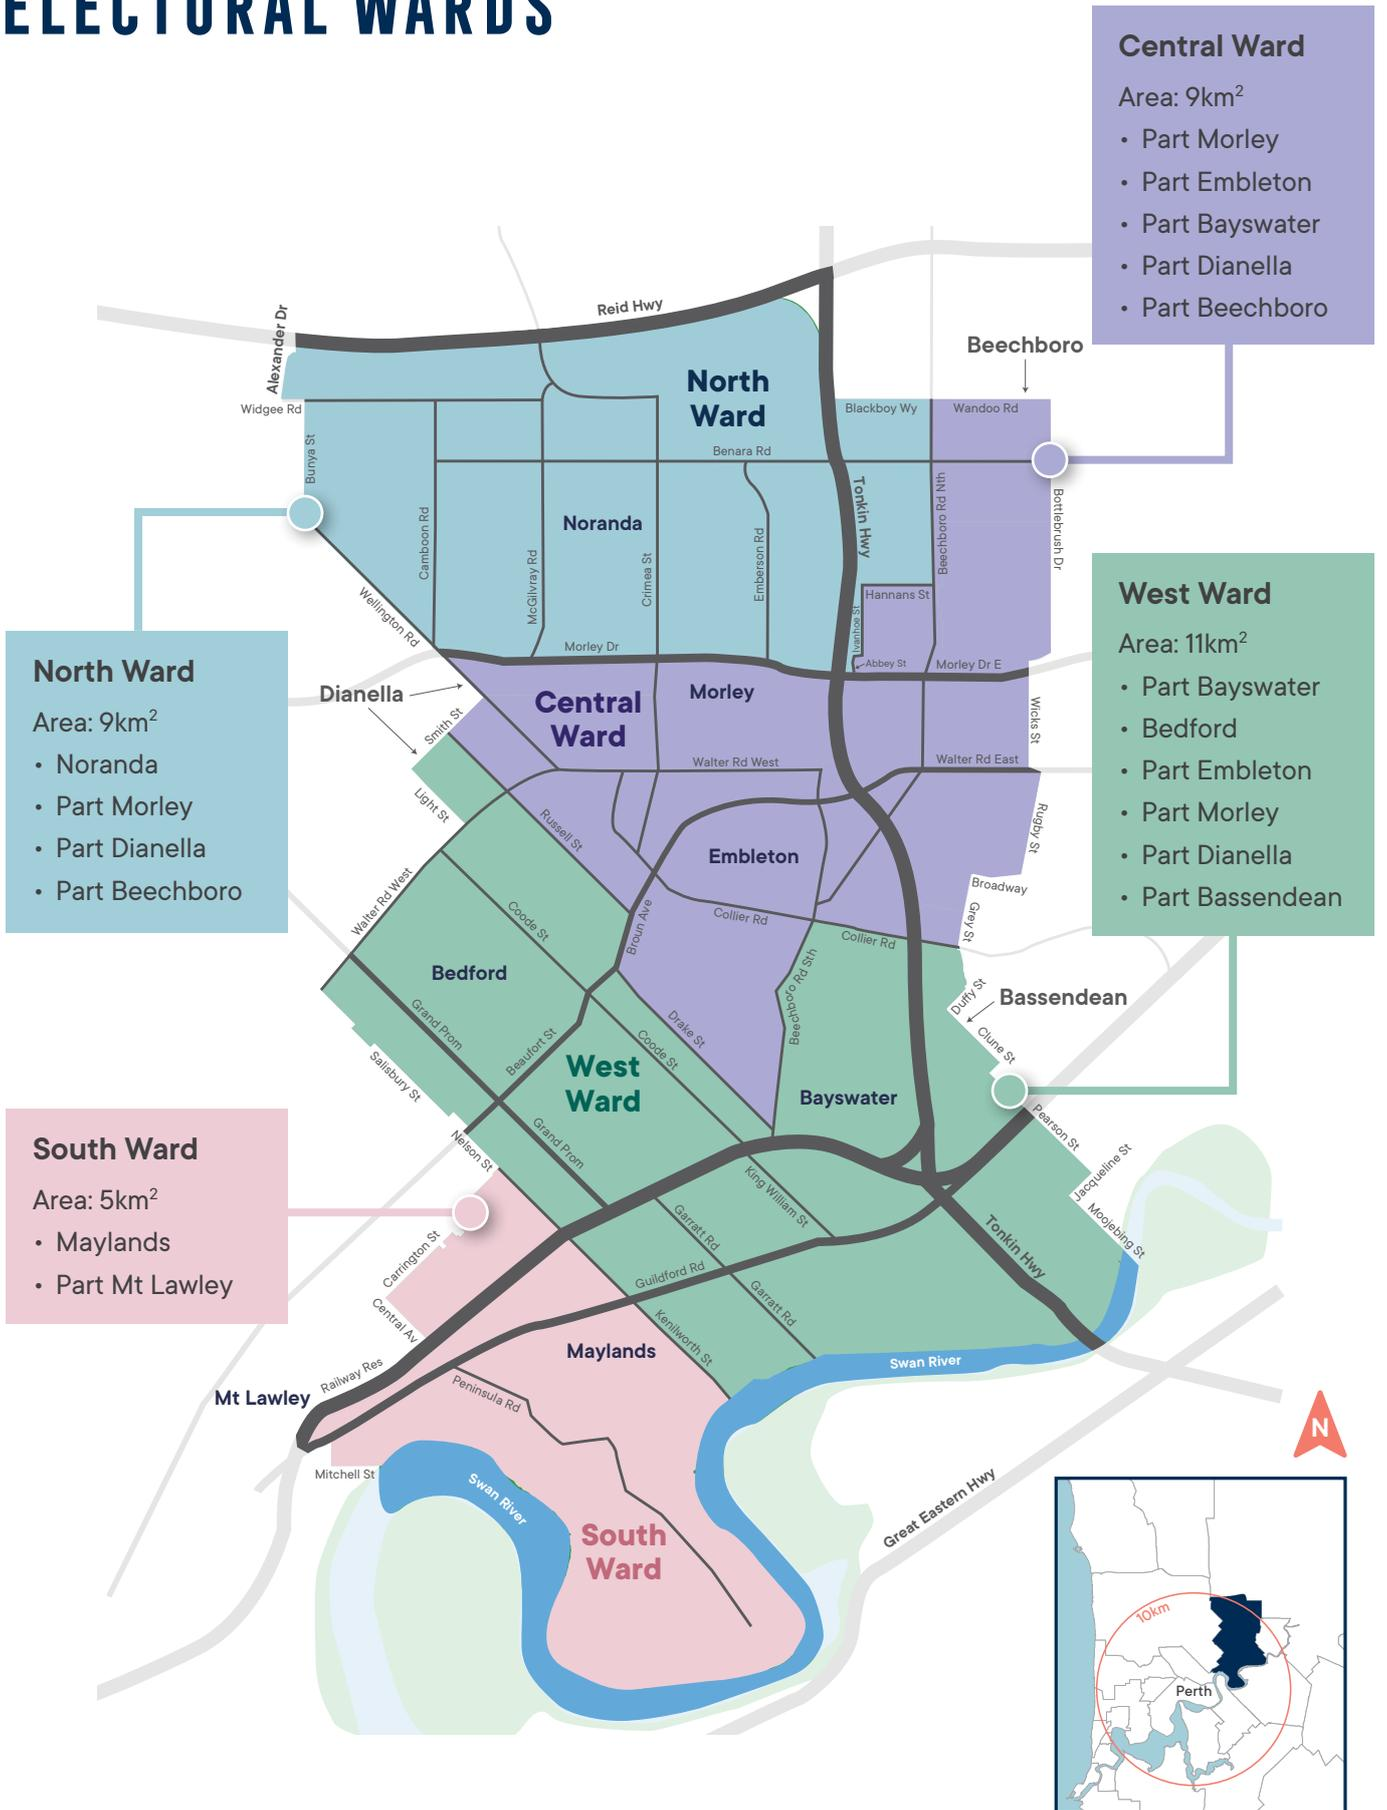 ELECTORAL WARDS
Central Ward
Area: 9km²
• Part Morley
• Part Embleton
• Part Bayswater
• Part Dianella
• Part Beechboro
Reid Hwy
Alexander Dr
Beechboro
North
Ward
Widgee Rd
Blackboy Wy
Wandoo Rd
Bunya St
Benara Rd
Tonkin Hwy
Beechboro Rd Nth
Bottlebrush Dr
Noranda
Camboon Rd
McGilvray Rd
Crimea St
Emberson Rd
Hannans St
Ivanhoe St
Wellington Rd
Morley Dr
Abbey St
Morley Dr E
West Ward
Area: 11km²
• Part Bayswater
• Bedford
• Part Embleton
• Part Morley
• Part Dianella
• Part Bassendean
North Ward
Area: 9km²
• Noranda
• Part Morley
• Part Dianella
• Part Beechboro
Dianella
Central
Ward
Morley
Smith St
Wicks St
Walter Rd West
Walter Rd East
Light St
Russell St
Rugby St
Embleton
Broadway
Walter Rd West
Coode St
Broun Ave
Collier Rd
Collier Rd
Grey St
Bedford
Beechboro Rd Sth
Duffy St
Bassendean
Grand Prom
Drake St
Clune St
Beaufort St
Coode St
Salisbury St
West
Ward
Bayswater
Pearson St
Nelson St
Grand Prom
Jacqueline St
South Ward
Area: 5km²
• Maylands
• Part Mt Lawley
King William St
Garratt Rd
Moojebing St
Tonkin Hwy
Carrington St
Guildford Rd
Garratt Rd
Central Av
Kenilworth St
Maylands
Swan River
Railway Res
Mt Lawley
Peninsula Rd
N
Mitchell St
Swan River
Great Eastern Hwy
South
Ward
10km
Perth